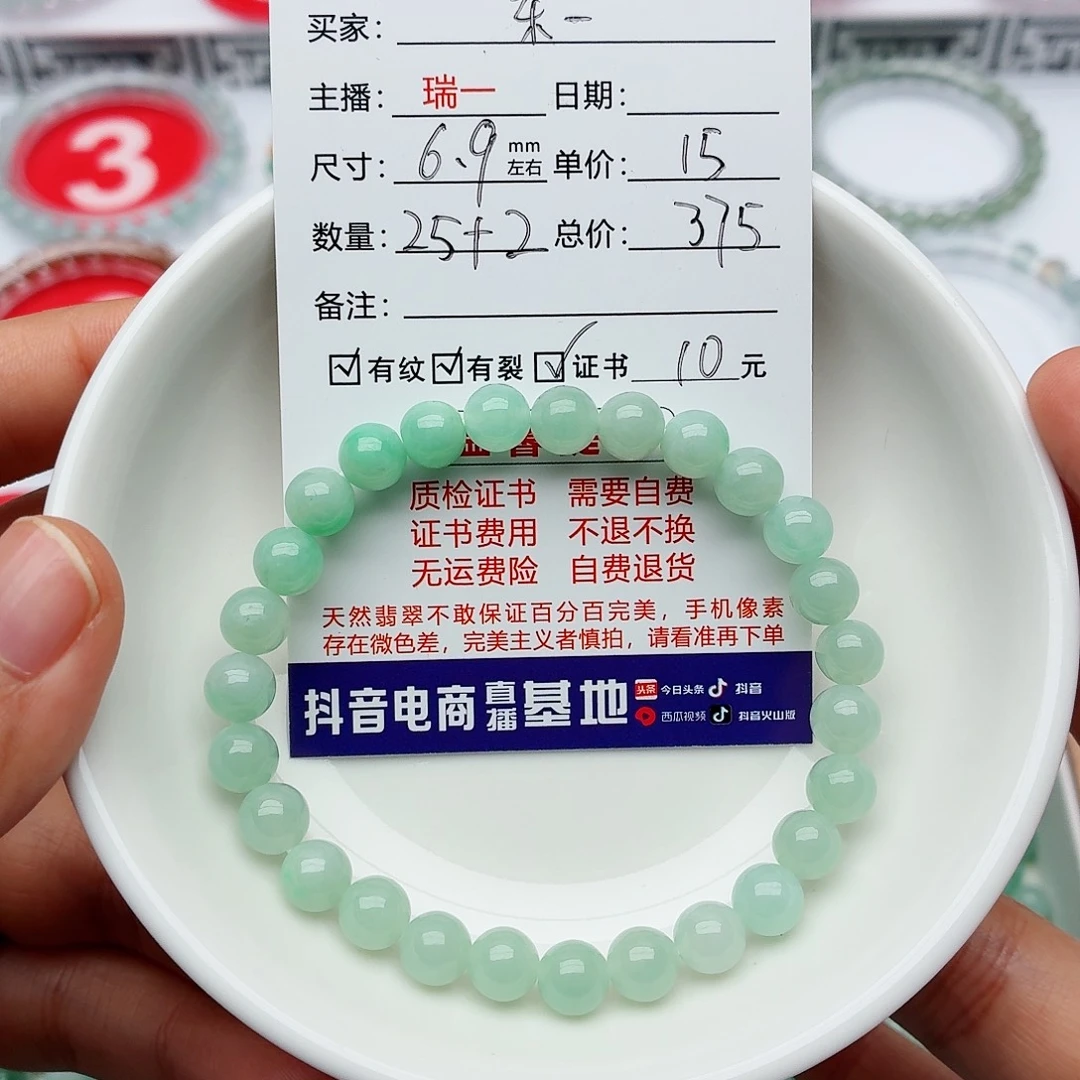 3
买家：朱一
主播：瑞一 日期：
尺寸：6.9 mm左右 单价：15
数量：25+2 总价：375
备注：
有纹 有裂 证书 10 元
质检证书 需要自费
证书费用 不退不换
无运费险 自费退货
天然翡翠不敢保证百分百完美，手机像素
存在微色差，完美主义者慎拍，请看准再下单
抖音电商直播基地 头条 今日头条 抖音
西瓜视频 抖音火山版